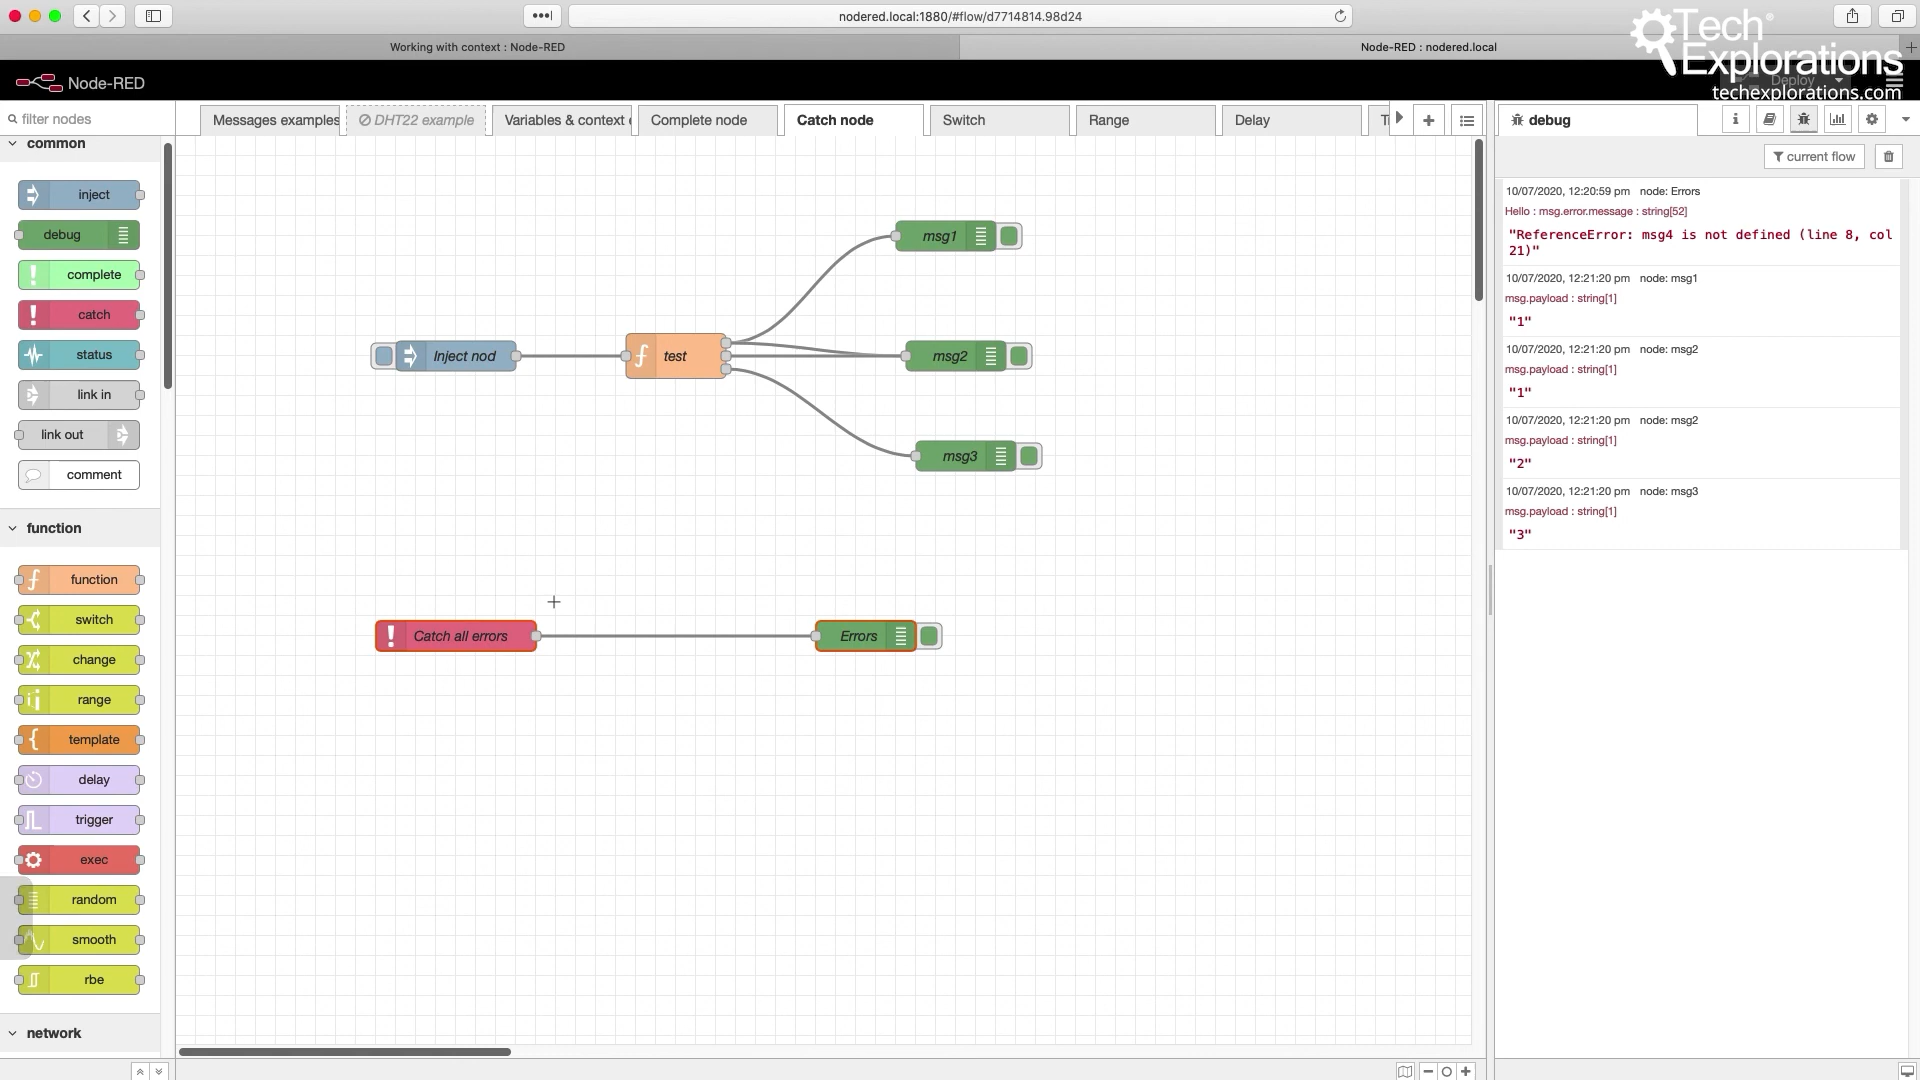 nodered.local:1880/#flow/d7714814.98d24
Working with context : Node-RED
Node-RED : nodered.local
Tech
Explorations
techexplorations.com
Node-RED
Deploy
filter nodes
Messages examples
DHT22 example
Variables & context
Complete node
Catch node
Switch
Range
Delay
debug
current flow
common
inject
debug
complete
catch
status
link in
link out
comment
function
function
switch
change
range
template
delay
trigger
exec
random
smooth
rbe
network
msg1
Inject nod
test
msg2
msg3
Catch all errors
Errors
10/07/2020, 12:20:59 pm node: Errors
Hello : msg.error.message : string[52]
"ReferenceError: msg4 is not defined (line 8, col
21)"
10/07/2020, 12:21:20 pm node: msg1
msg.payload : string[1]
"1"
10/07/2020, 12:21:20 pm node: msg2
msg.payload : string[1]
"1"
10/07/2020, 12:21:20 pm node: msg2
msg.payload : string[1]
"2"
10/07/2020, 12:21:20 pm node: msg3
msg.payload : string[1]
"3"